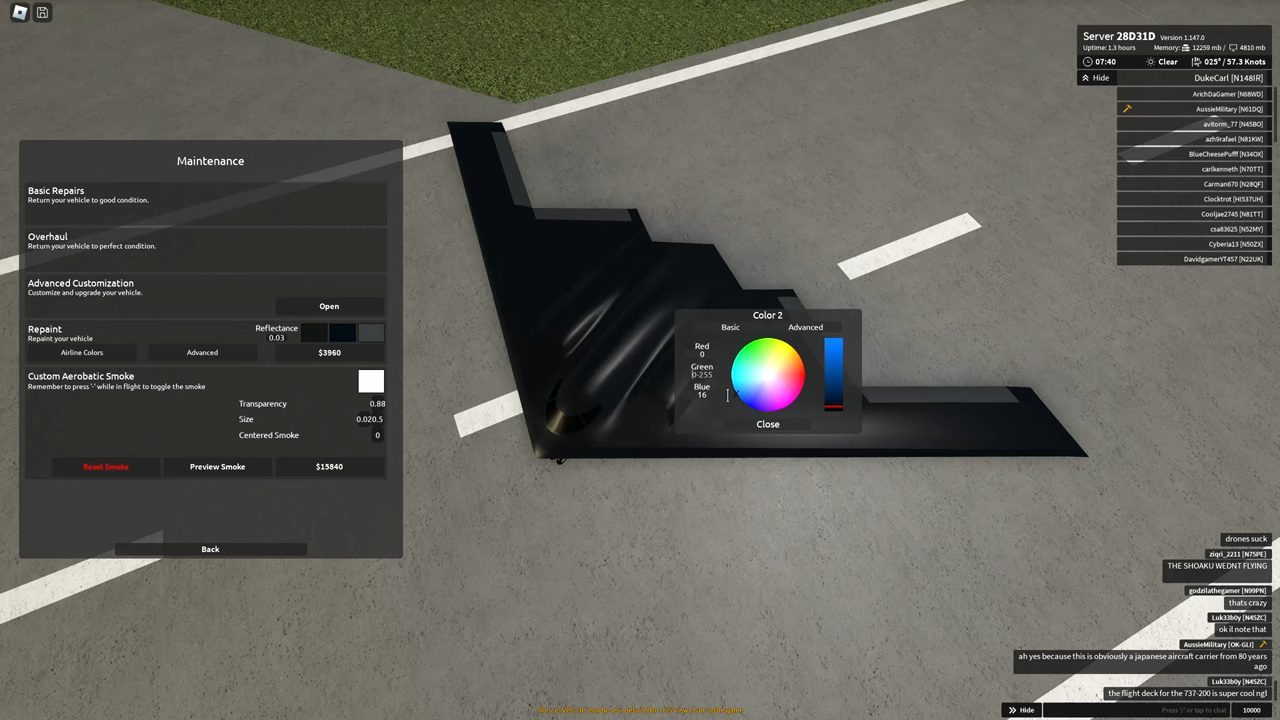 Server 28D31D Version 1.147.0
Uptime: 1.3 hours Memory: 12259 mb / 4810 mb
07:40 Clear 025° / 57.3 Knots
Hide DukeCarl [N148IR]
ArichDaGamer [N68WD]
AussieMilitary [N61DQ]
avitorm_77 [N45BO]
azh9rafael [N81KW]
BlueCheesePufff [N34OX]
carlkenneth [N70TT]
Carman670 [N28QF]
Clocktrot [HI537UH]
Cooljae2745 [N81TT]
csa83625 [N52MY]
Cyberia13 [N50ZX]
DavidgamerYT457 [N22UK]
Maintenance
Basic Repairs
Return your vehicle to good condition.
Overhaul
Return your vehicle to perfect condition.
Advanced Customization
Customize and upgrade your vehicle.
Open
Repaint
Repaint your vehicle
Reflectance
0.03
Airline Colors Advanced $3960
Custom Aerobatic Smoke
Remember to press '-' while in flight to toggle the smoke
Transparency 0.88
Size 0.020.5
Centered Smoke 0
Reset Smoke Preview Smoke $15840
Back
Color 2
Basic Advanced
Red
0
Green
0-255
Blue
16
Close
drones suck
ziqri_2211 [N75PE]
THE SHOAKU WEDNT FLYING
godzilathegamer [N99PN]
thats crazy
Luk33b0y [N45ZC]
ok il note that
AussieMilitary [OK-GLI]
ah yes because this is obviously a japanese aircraft carrier from 80 years
ago
Luk33b0y [N45ZC]
the flight deck for the 737-200 is super cool ngl
Hide Press '/' or tap to chat 10000